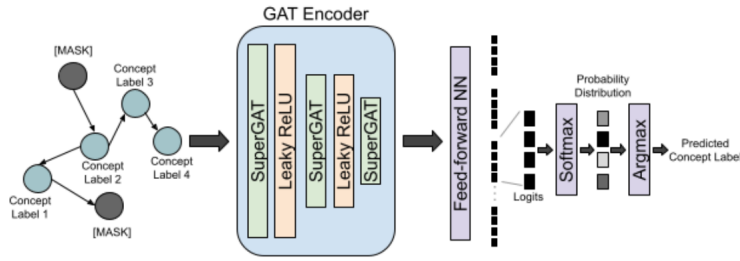 GAT Encoder
[MASK]
Concept
Label 3
Concept
Label 2
Concept
Label 4
Concept
Label 1
[MASK]
SuperGAT
Leaky ReLU
SuperGAT
Leaky ReLU
SuperGAT
Feed-forward NN
Logits
Softmax
Probability
Distribution
Argmax
Predicted
Concept Label